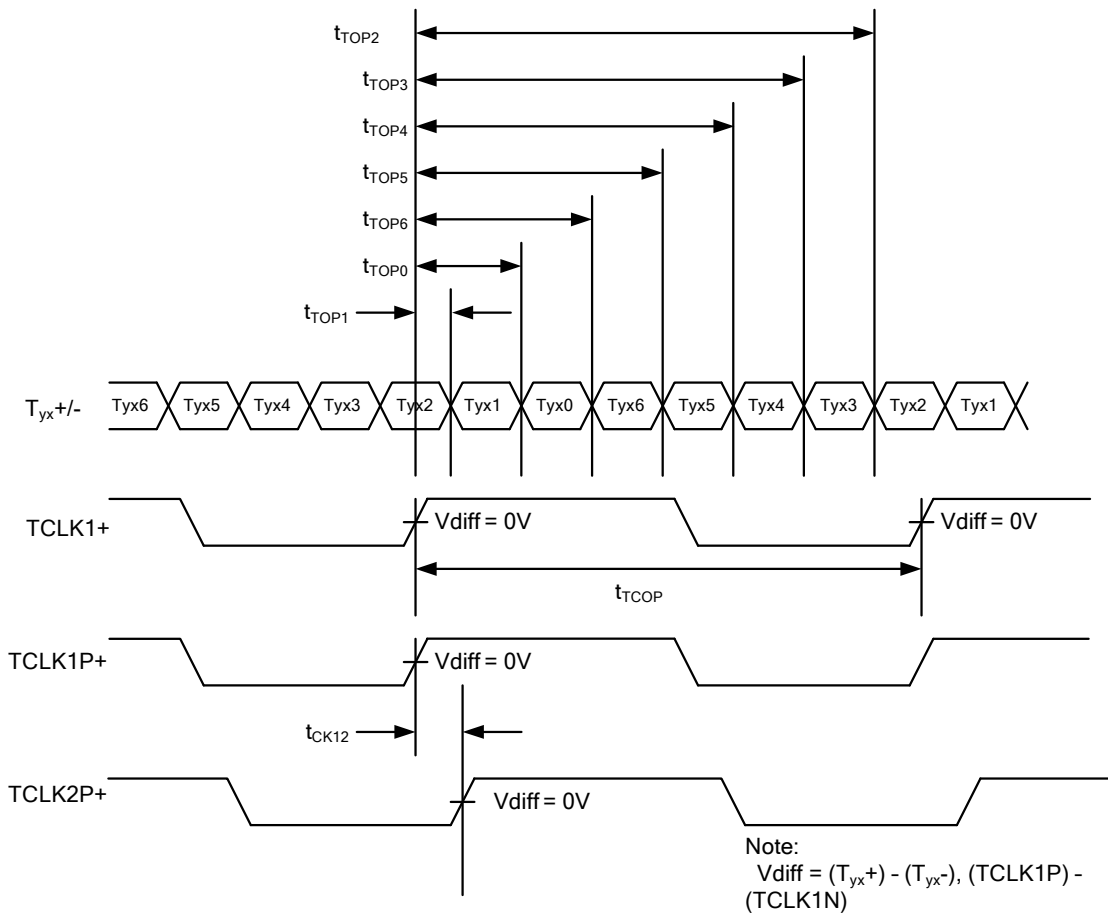 tTOP2
tTOP3
tTOP4
tTOP5
tTOP6
tTOP0
tTOP1
Tyx+/- Tyx6 Tyx5 Tyx4 Tyx3 Tyx2 Tyx1 Tyx0 Tyx6 Tyx5 Tyx4 Tyx3 Tyx2 Tyx1
TCLK1+ Vdiff = 0V Vdiff = 0V
tTCOP
TCLK1P+ Vdiff = 0V
tCK12
TCLK2P+ Vdiff = 0V
Note:
Vdiff = (Tyx+) - (Tyx-), (TCLK1P) -
(TCLK1N)